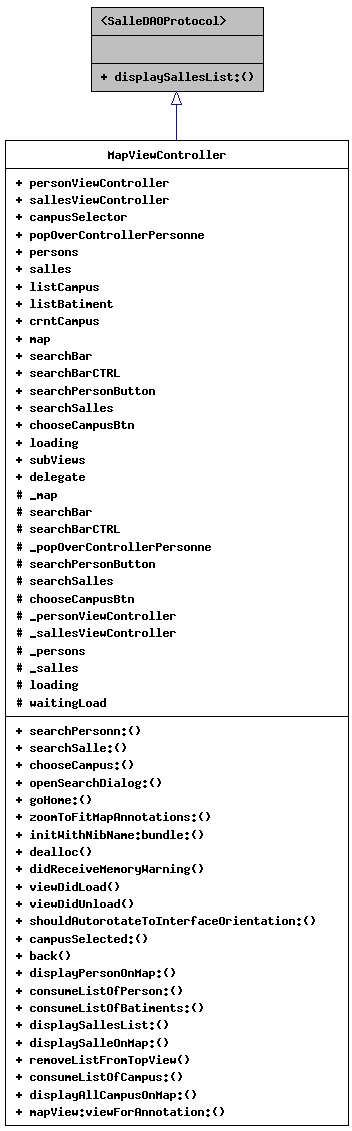 <SalleDAOProtocol>
+ displaySallesList:()
MapViewController
+ personViewController
+ sallesViewController
+ campusSelector
+ popOverControllerPersonne
+ persons
+ salles
+ listCampus
+ listBatiment
+ crntCampus
+ map
+ searchBar
+ searchBarCTRL
+ searchPersonButton
+ searchSalles
+ chooseCampusBtn
+ loading
+ subViews
+ delegate
# _map
# searchBar
# searchBarCTRL
# _popOverControllerPersonne
# searchPersonButton
# searchSalles
# chooseCampusBtn
# _personViewController
# _sallesViewController
# _persons
# _salles
# loading
# waitingLoad
+ searchPersonn:()
+ searchSalle:()
+ chooseCampus:()
+ openSearchDialog:()
+ goHome:()
+ zoomToFitMapAnnotations:()
+ initWithNibName:bundle:()
+ dealloc()
+ didReceiveMemoryWarning()
+ viewDidLoad()
+ viewDidUnload()
+ shouldAutorotateToInterfaceOrientation:()
+ campusSelected:()
+ back()
+ displayPersonOnMap:()
+ consumeListOfPerson:()
+ consumeListOfBatiments:()
+ displaySallesList:()
+ displaySalleOnMap:()
+ removeListFromTopView()
+ consumeListOfCampus:()
+ displayAllCampusOnMap:()
+ mapView:viewForAnnotation:()